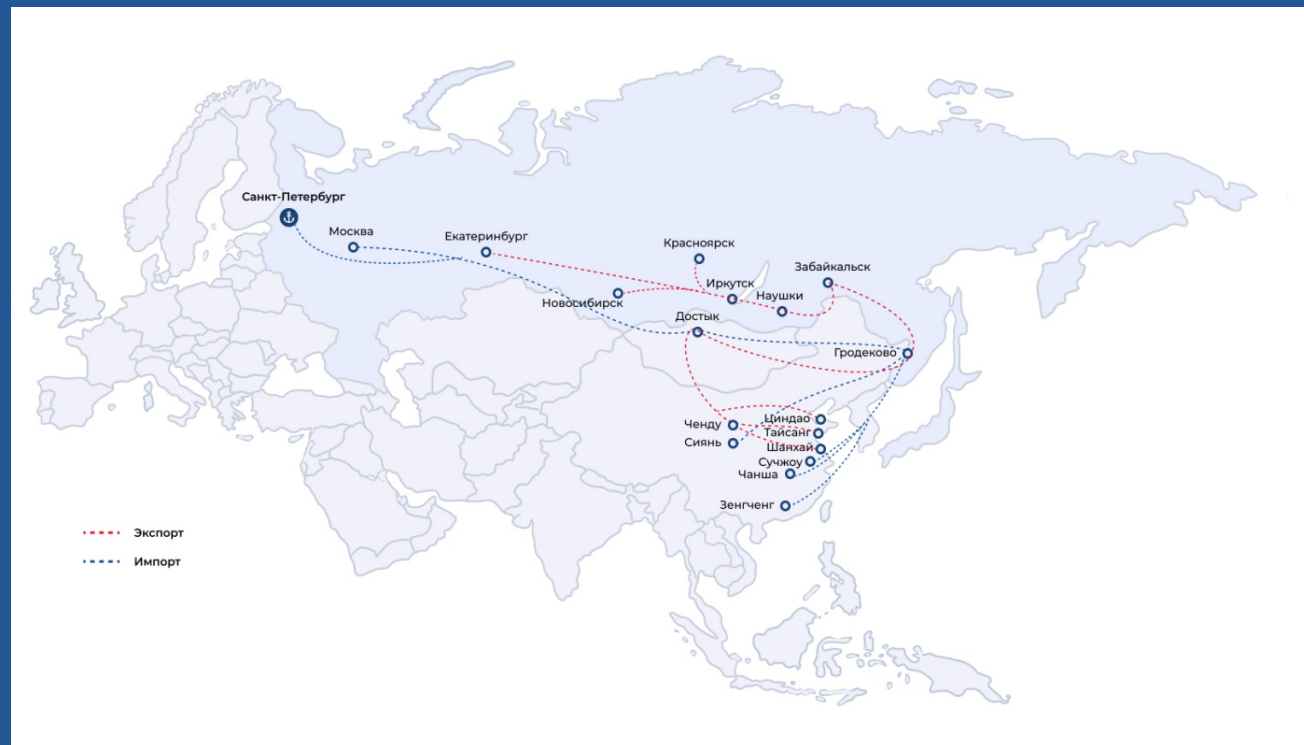 Санкт-Петербург
Москва
Екатеринбург
Красноярск
Забайкальск
Иркутск
Наушки
Новосибирск
Достык
Гродеково
Ченду
Циндао
Тайсанг
Сиянь
Шанхай
Сучжоу
Чанша
Зенгченг
Экспорт
Импорт